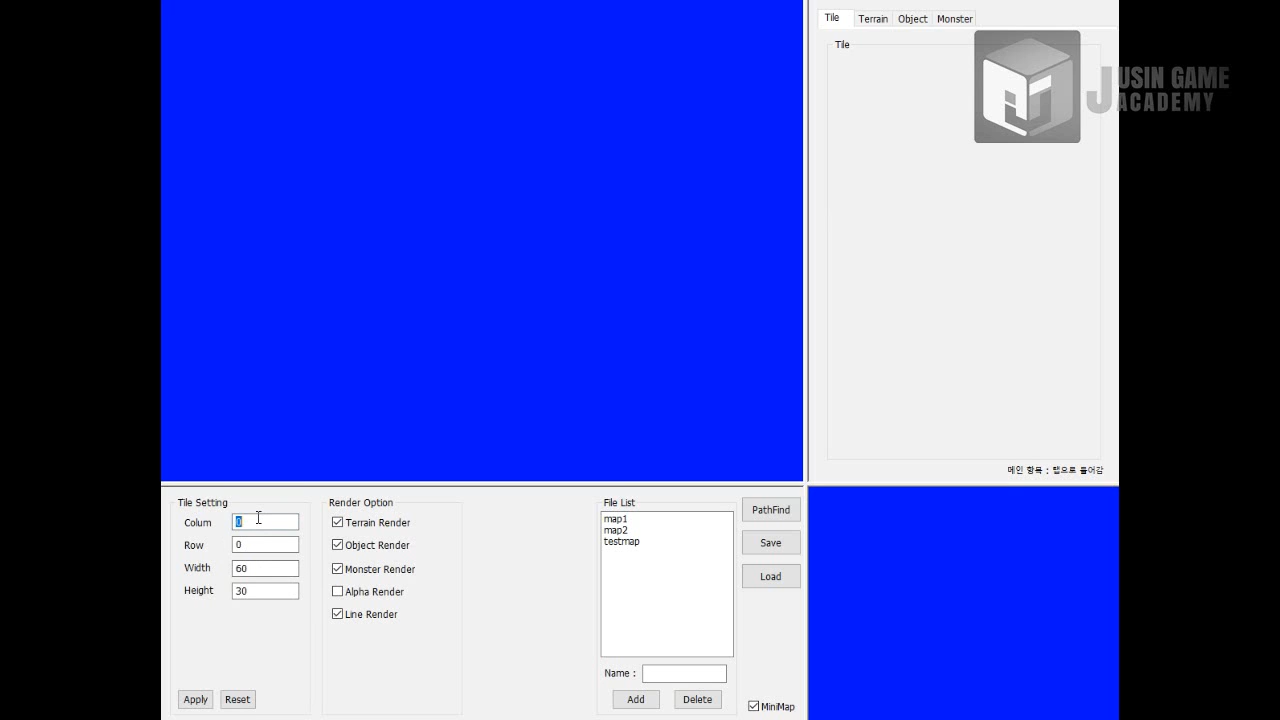 Tile Terrain Object Monster
Tile
JUSIN GAME
ACADEMY
메인 항목 : 탭으로 들어감
Tile Setting
Colum 0
Row 0
Width 60
Height 30
Apply Reset
Render Option
Terrain Render
Object Render
Monster Render
Alpha Render
Line Render
File List
map1
map2
testmap
Name :
Add Delete
PathFind
Save
Load
MiniMap